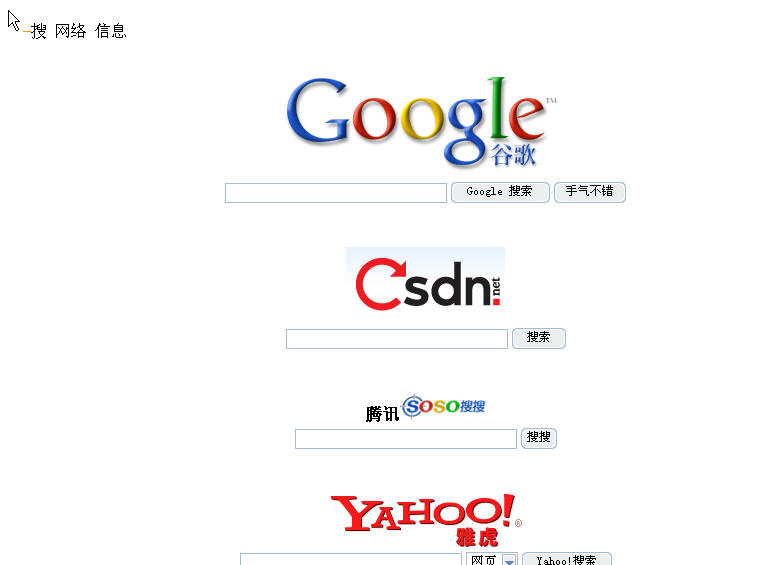 搜 网络 信息
Google™
谷歌
Google 搜索 手气不错
Csdn.net
搜索
腾讯 SOSO搜搜
搜搜
YAHOO!®
雅虎
网页 Yahoo!搜索